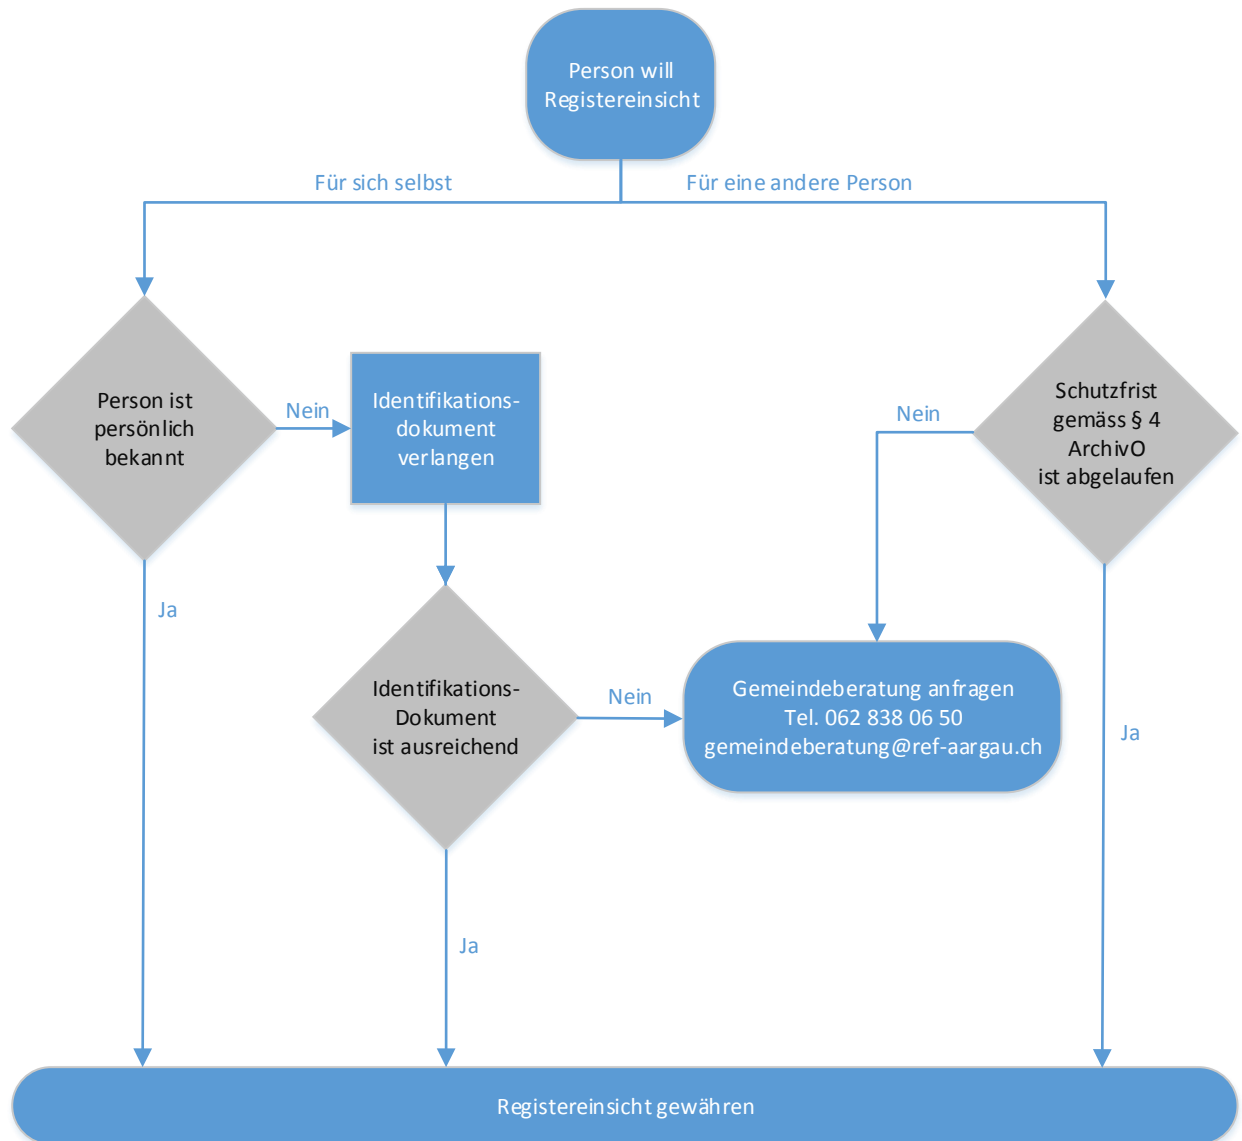 Person will
Registereinsicht
Für sich selbst
Für eine andere Person
Person ist
persönlich
bekannt
Nein
Identifikations-
dokument
verlangen
Nein
Schutzfrist
gemäss § 4
ArchivO
ist abgelaufen
Ja
Identifikations-
Dokument
ist ausreichend
Nein
Gemeindeberatung anfragen
Tel. 062 838 06 50
gemeindeberatung@ref-aargau.ch
Ja
Ja
Registereinsicht gewähren